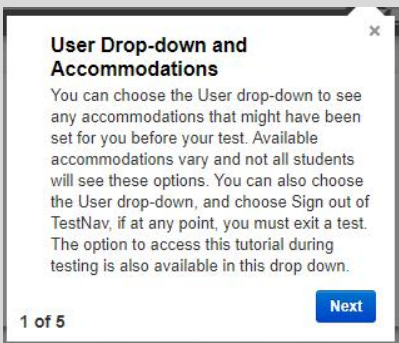 ×
User Drop-down and
Accommodations
You can choose the User drop-down to see
any accommodations that might have been
set for you before your test. Available
accommodations vary and not all students
will see these options. You can also choose
the User drop-down, and choose Sign out of
TestNav, if at any point, you must exit a test.
The option to access this tutorial during
testing is also available in this drop down.
Next
1 of 5